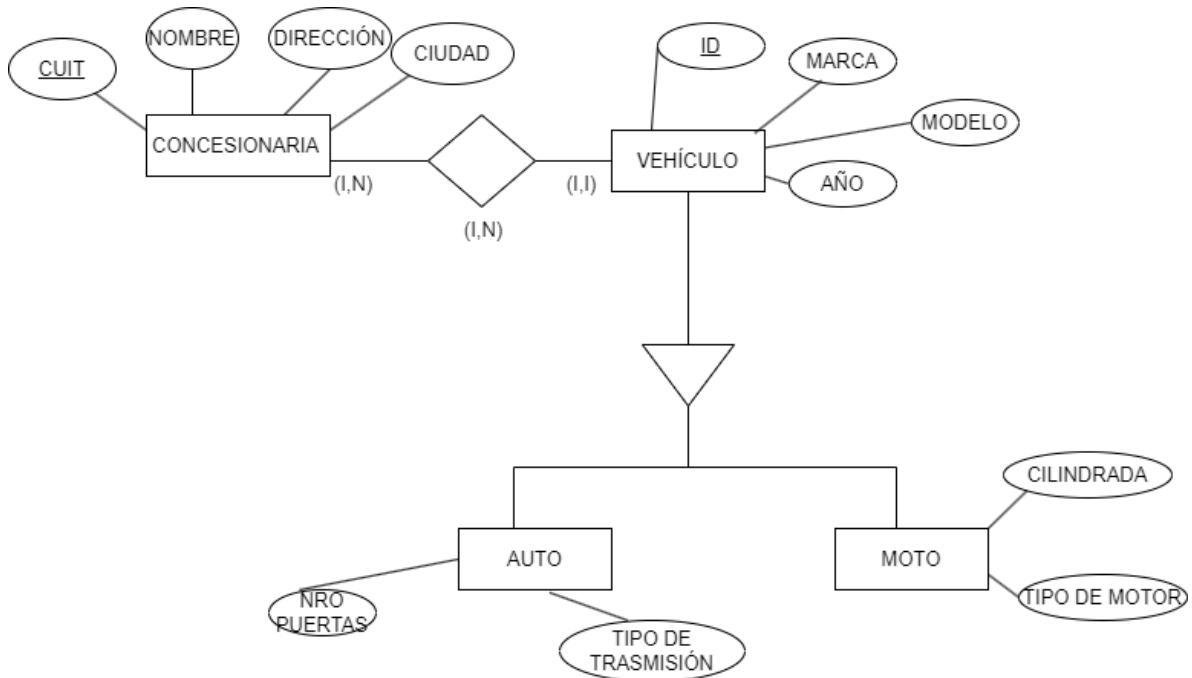 CUIT
NOMBRE
DIRECCIÓN
CIUDAD
CONCESIONARIA
(I,N)
(I,N)
(I,I)
ID
MARCA
MODELO
VEHÍCULO
AÑO
AUTO
NRO
PUERTAS
TIPO DE
TRASMISIÓN
MOTO
CILINDRADA
TIPO DE MOTOR